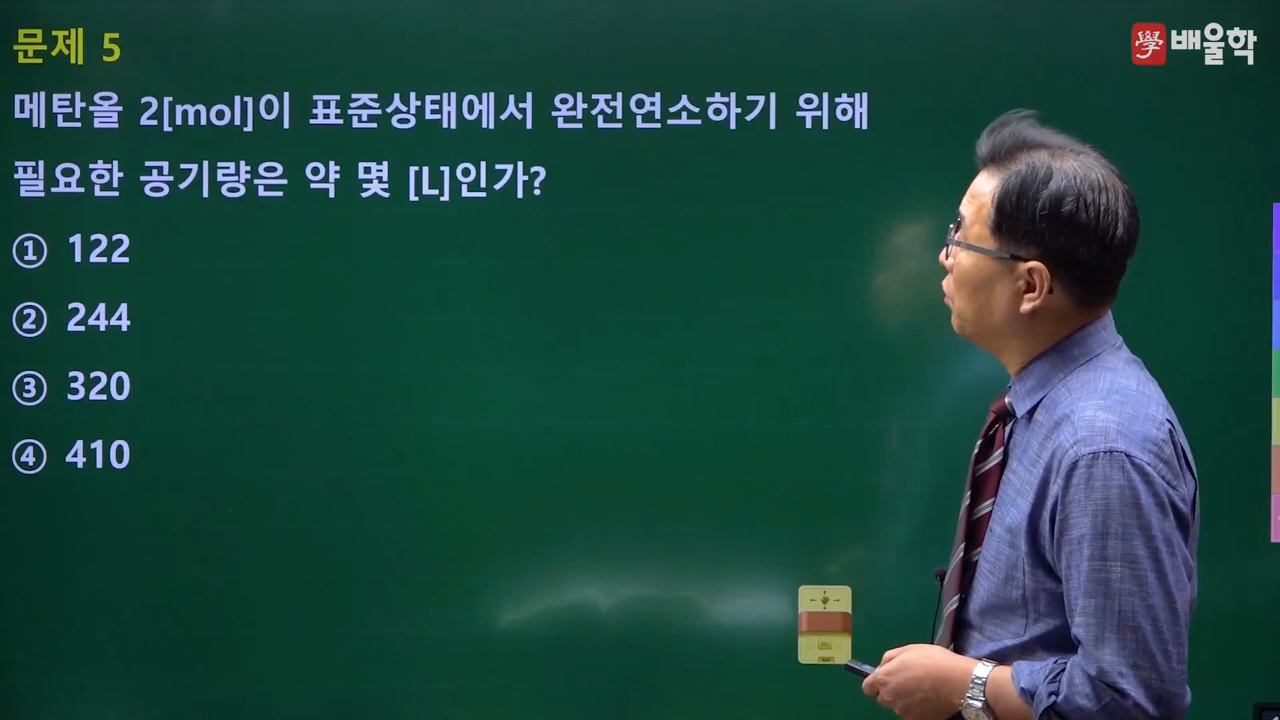 문제 5
學 배울학
메탄올 2[mol]이 표준상태에서 완전연소하기 위해
필요한 공기량은 약 몇 [L]인가?
① 122
② 244
③ 320
④ 410